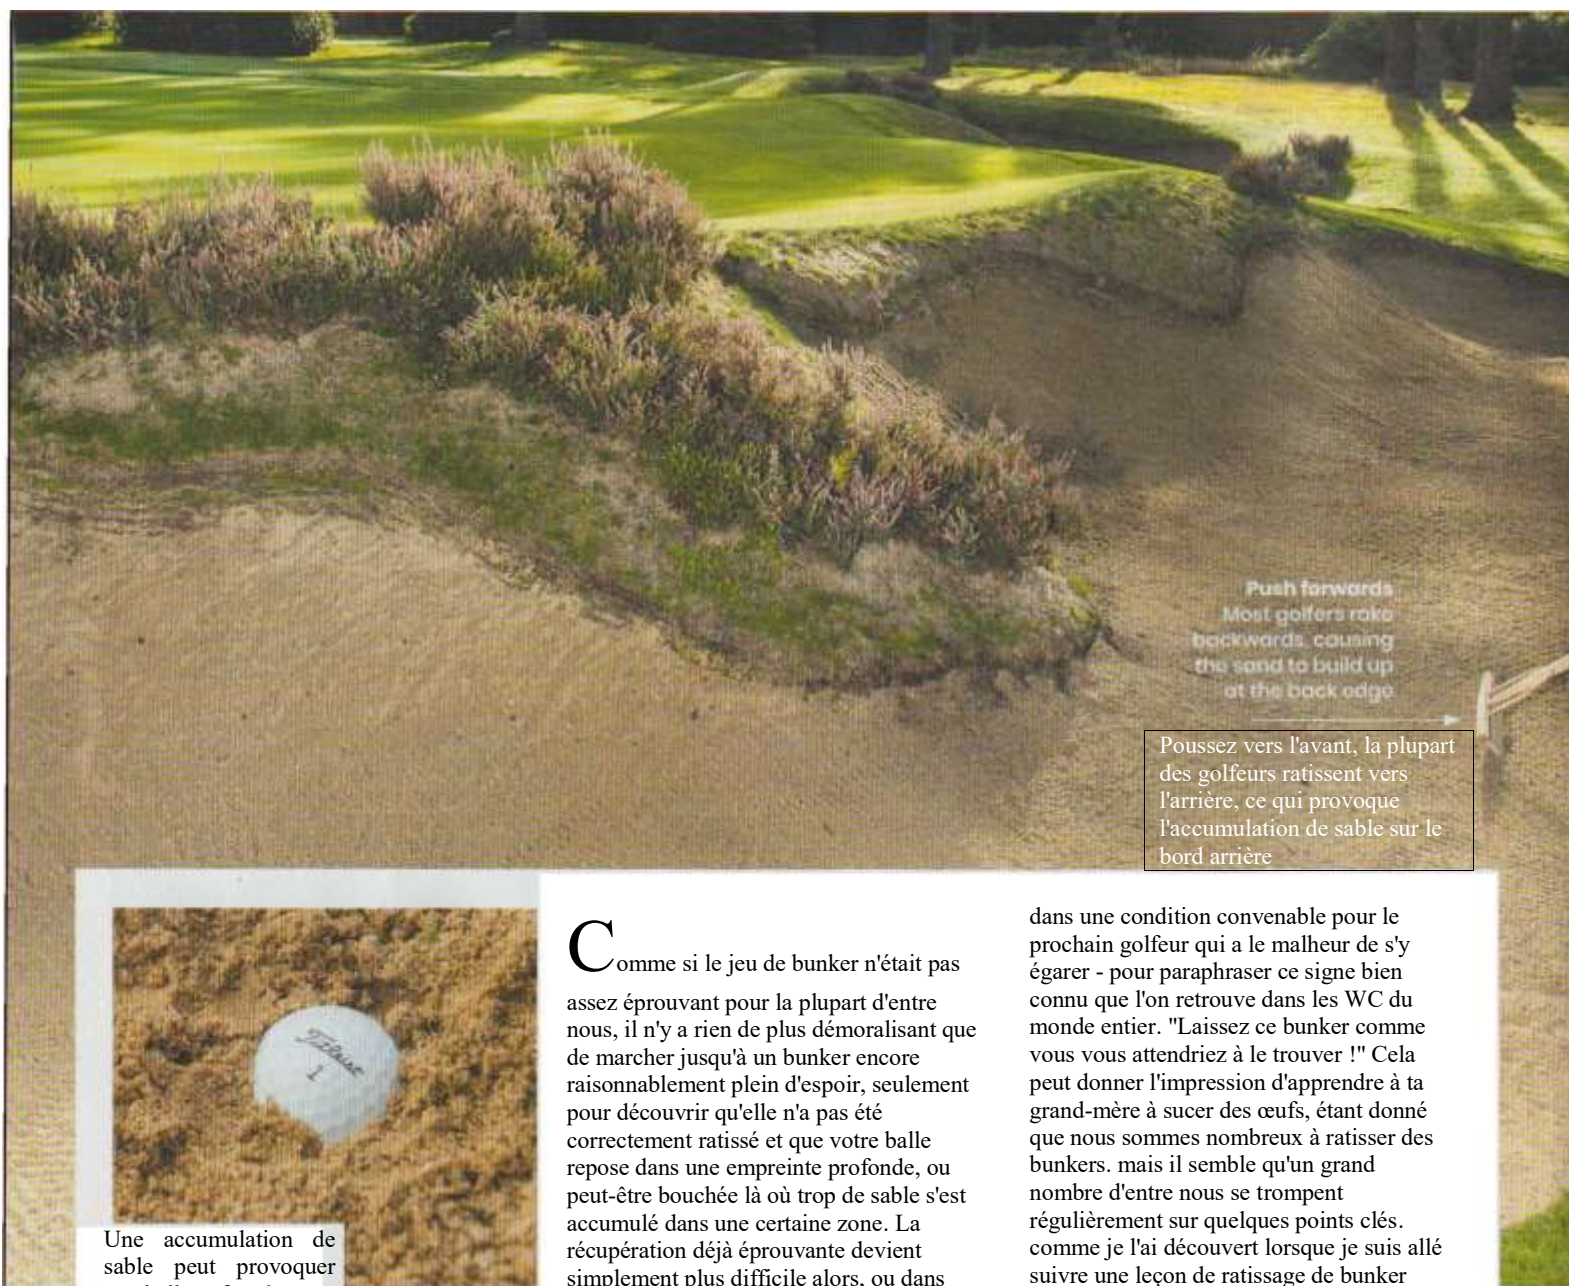 Push forwards
Most golfers rake
backwards, causing
the sand to build up
at the back edge
Poussez vers l'avant, la plupart
des golfeurs ratissent vers
l'arrière, ce qui provoque
l'accumulation de sable sur le
bord arrière
Titleist
1
Une accumulation de
sable peut provoquer
Comme si le jeu de bunker n'était pas
assez éprouvant pour la plupart d'entre
nous, il n'y a rien de plus démoralisant que
de marcher jusqu'à un bunker encore
raisonnablement plein d'espoir, seulement
pour découvrir qu'elle n'a pas été
correctement ratissé et que votre balle
repose dans une empreinte profonde, ou
peut-être bouchée là où trop de sable s'est
accumulé dans une certaine zone. La
récupération déjà éprouvante devient
simplement plus difficile alors, ou dans
dans une condition convenable pour le
prochain golfeur qui a le malheur de s'y
égarer - pour paraphraser ce signe bien
connu que l'on retrouve dans les WC du
monde entier. "Laissez ce bunker comme
vous vous attendriez à le trouver !" Cela
peut donner l'impression d'apprendre à ta
grand-mère à sucer des œufs, étant donné
que nous sommes nombreux à ratisser des
bunkers. mais il semble qu'un grand
nombre d'entre nous se trompent
régulièrement sur quelques points clés.
comme je l'ai découvert lorsque je suis allé
suivre une leçon de ratissage de bunker